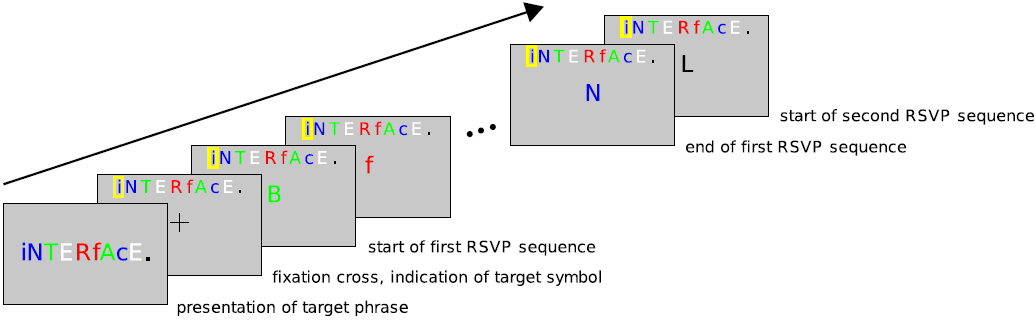 iNTERfAcE.
L
iNTERfAcE.
N
start of second RSVP sequence
end of first RSVP sequence
iNTERfAcE.
f
iNTERfAcE.
B
iNTERfAcE.
iNTERfAcE.
start of first RSVP sequence
fixation cross, indication of target symbol
presentation of target phrase